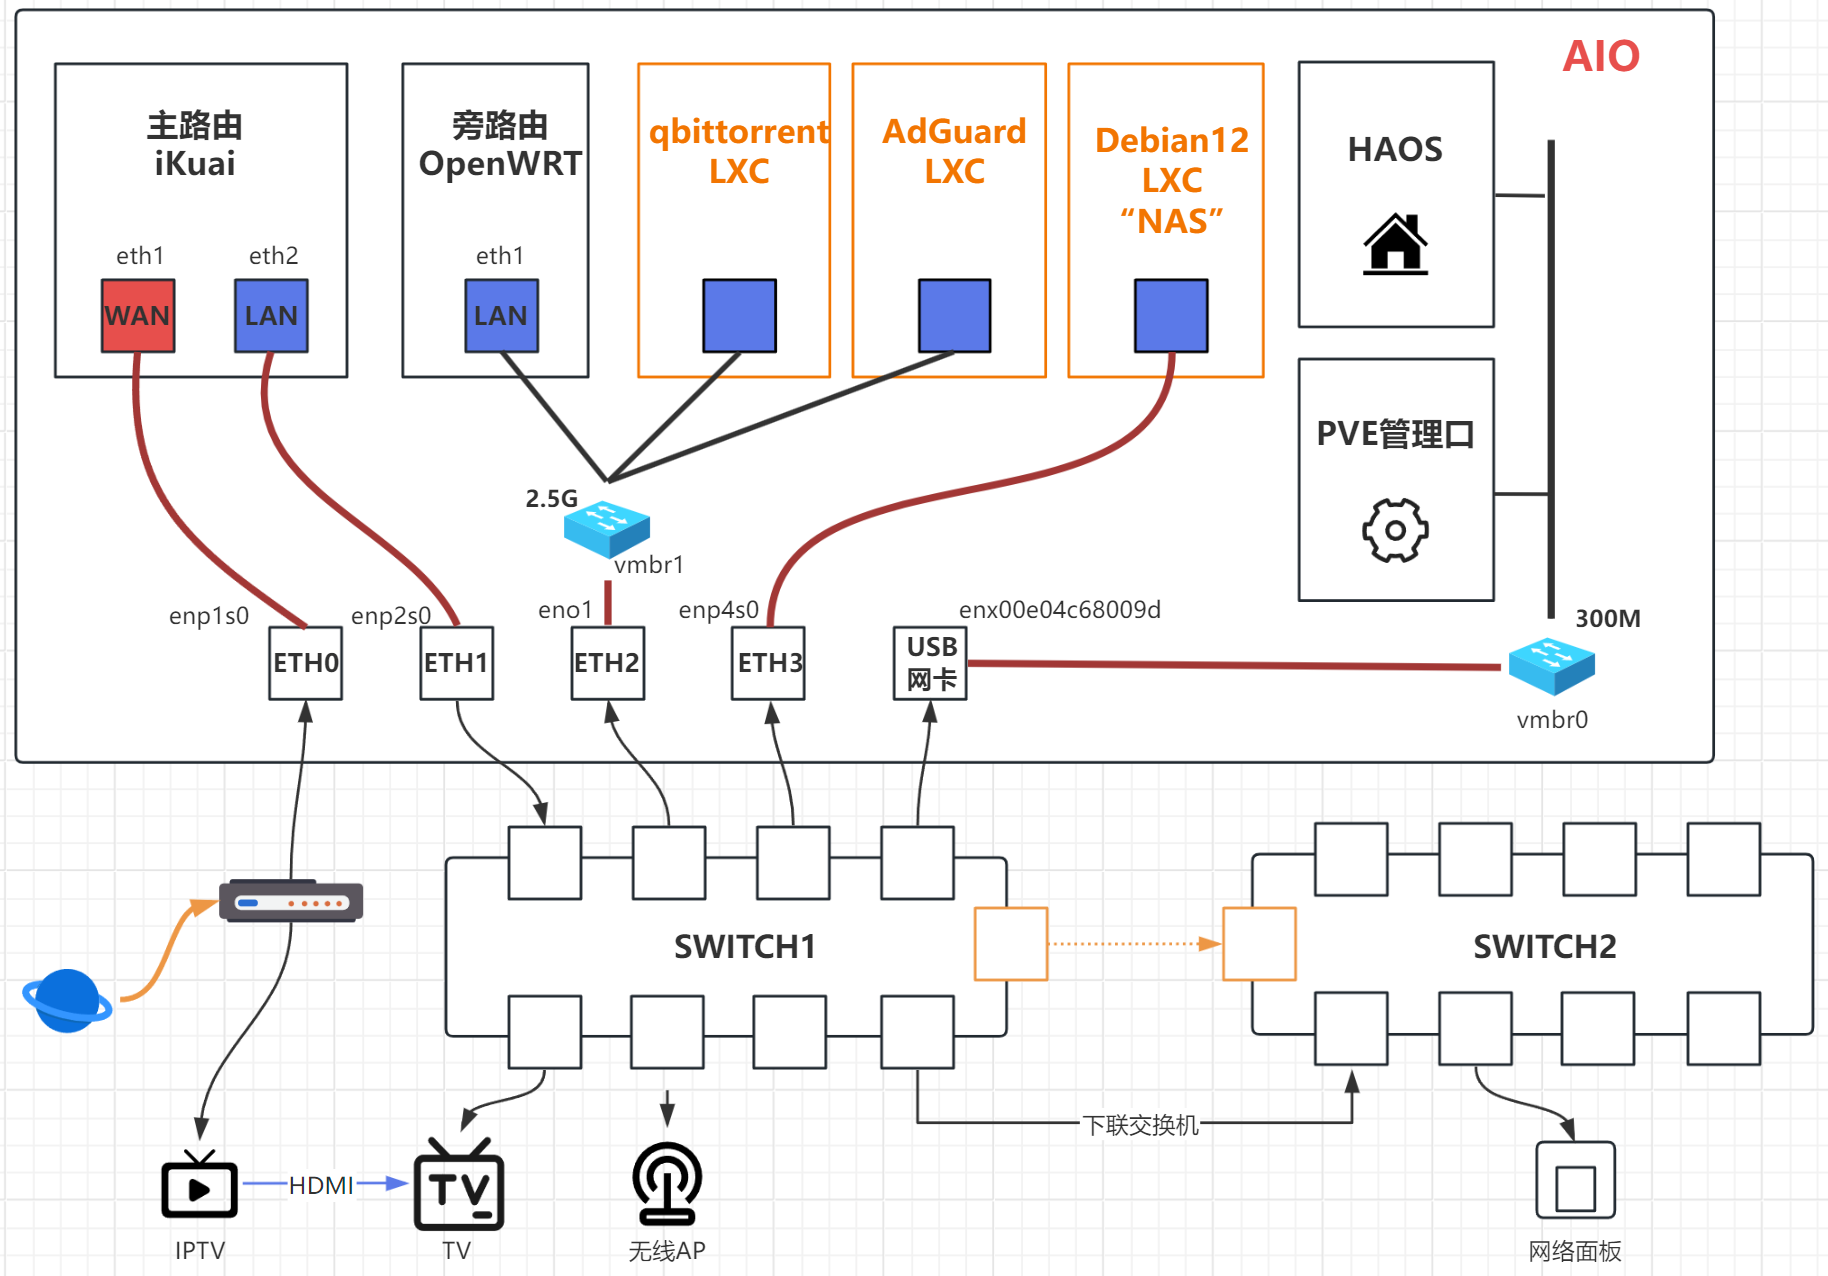 AIO
主路由
iKuai
eth1
eth2
WAN
LAN
旁路由
OpenWRT
eth1
LAN
qbittorrent
LXC
AdGuard
LXC
Debian12
LXC
“NAS”
HAOS
PVE管理口
2.5G
vmbr1
enp1s0
enp2s0
eno1
enp4s0
enx00e04c68009d
300M
ETH0
ETH1
ETH2
ETH3
USB
网卡
vmbr0
SWITCH1
SWITCH2
下联交换机
HDMI
TV
IPTV
TV
无线AP
网络面板